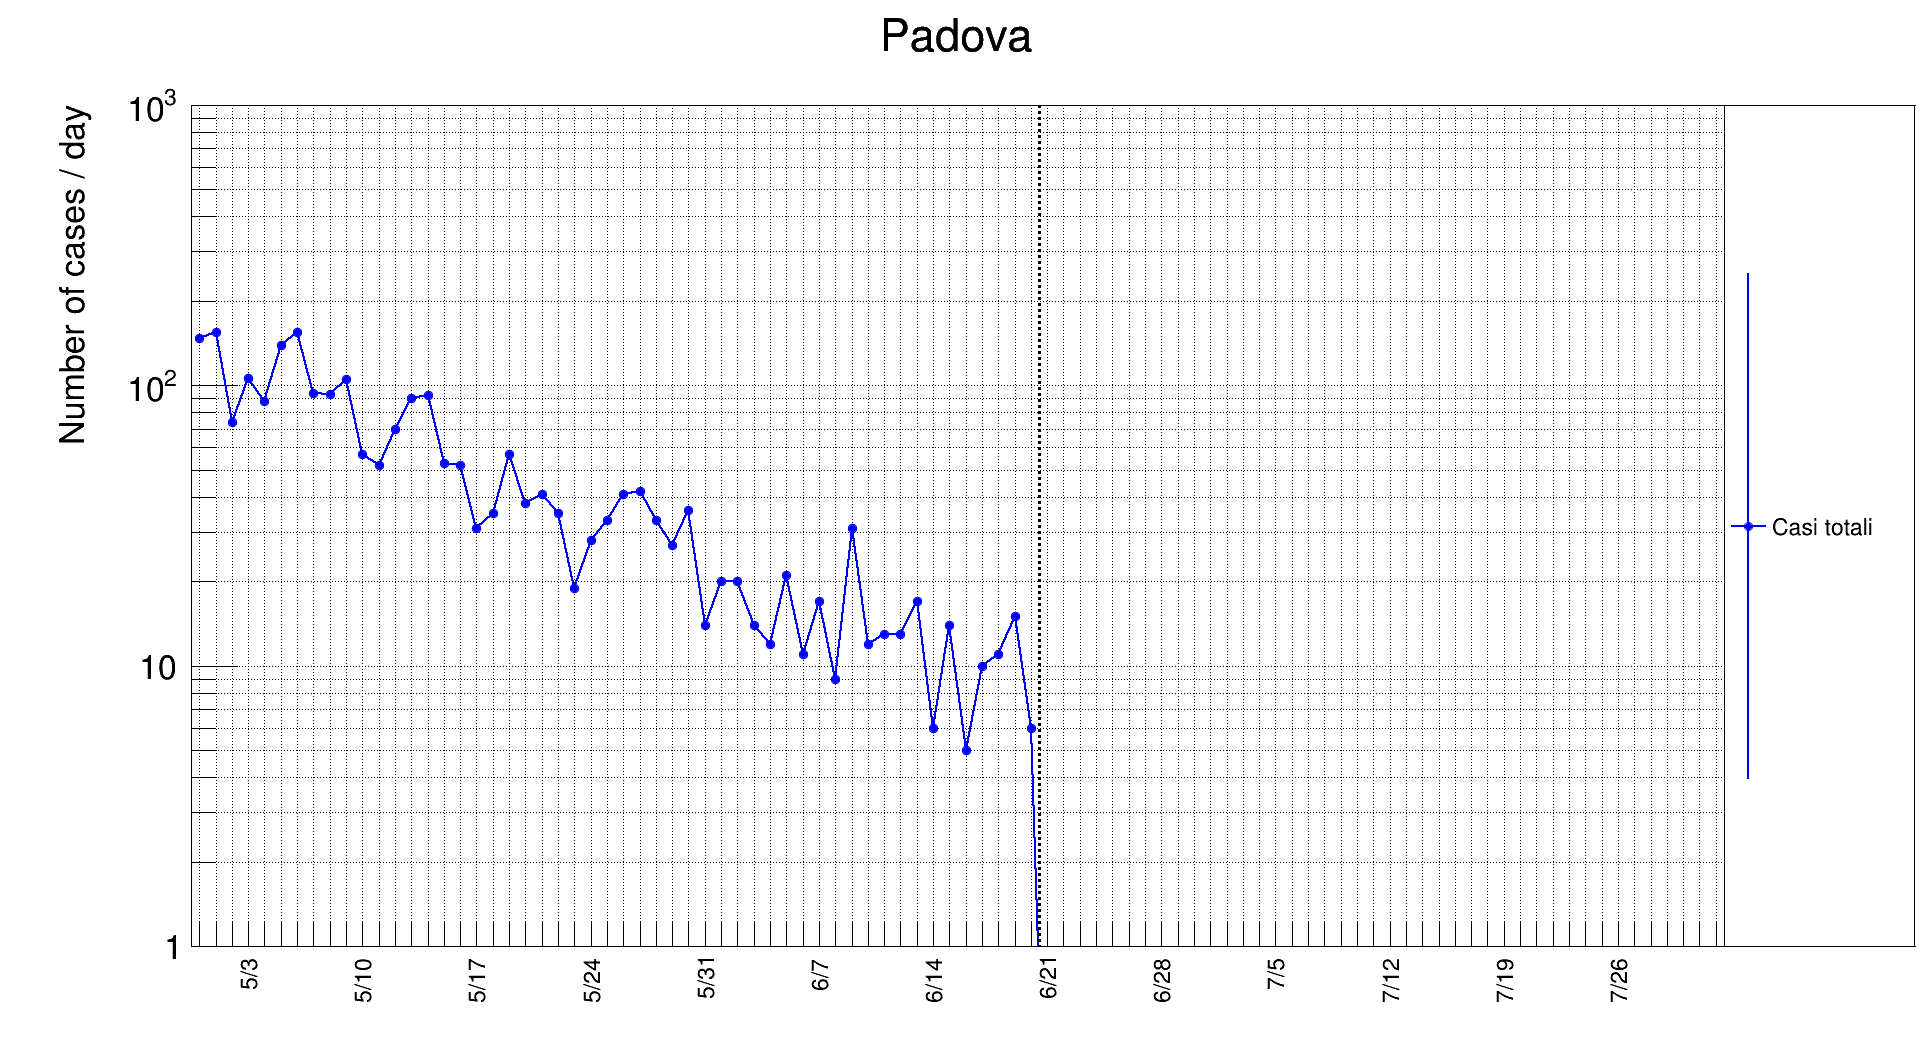 Padova
Number of cases / day
10³
10²
10
1
5/3 5/10 5/17 5/24 5/31 6/7 6/14 6/21 6/28 7/5 7/12 7/19 7/26
Casi totali